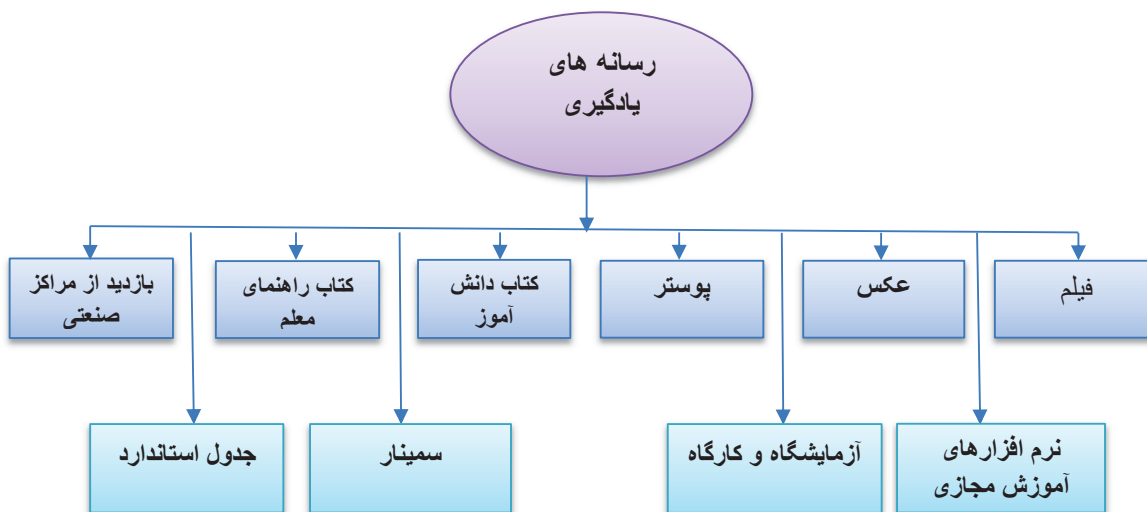 رسانه های
یادگیری
فیلم
عکس
پوستر
کتاب دانش
آموز
کتاب راهنمای
معلم
بازدید از مراکز
صنعتی
نرم افزارهای
آموزش مجازی
آزمایشگاه و کارگاه
سمینار
جدول استاندارد